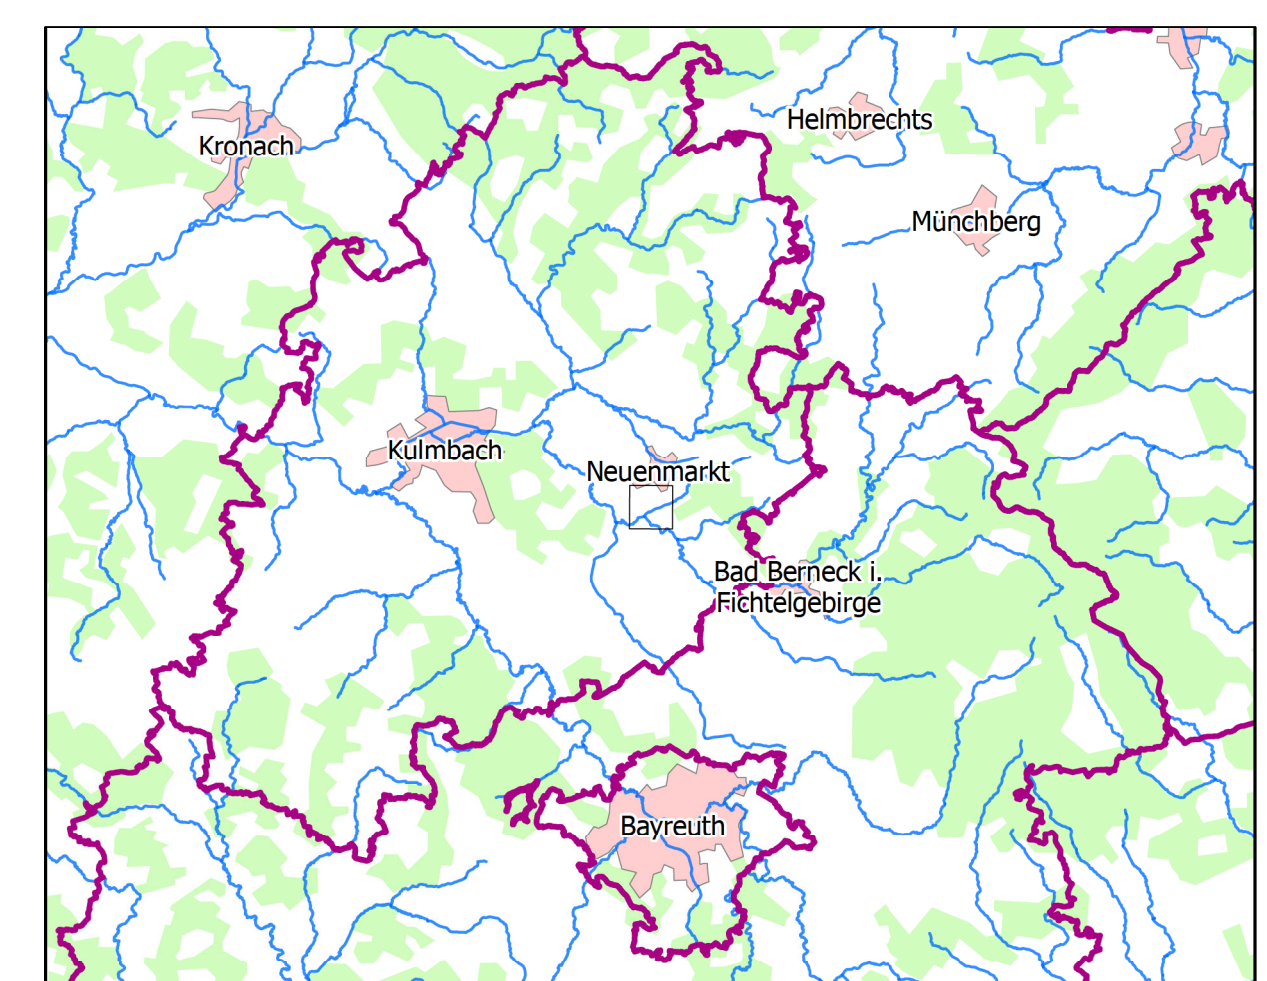 Helmbrechts
Kronach
Münchberg
Kulmbach
Neuenmarkt
Bad Berneck i.
Fichtelgebirge
Bayreuth